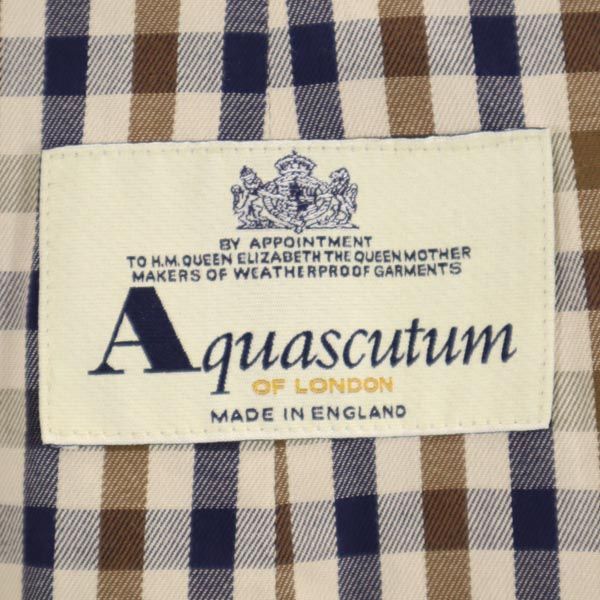 BY APPOINTMENT
TO H.M. QUEEN ELIZABETH THE QUEEN MOTHER
MAKERS OF WEATHERPROOF GARMENTS
Aquascutum
OF LONDON
MADE IN ENGLAND